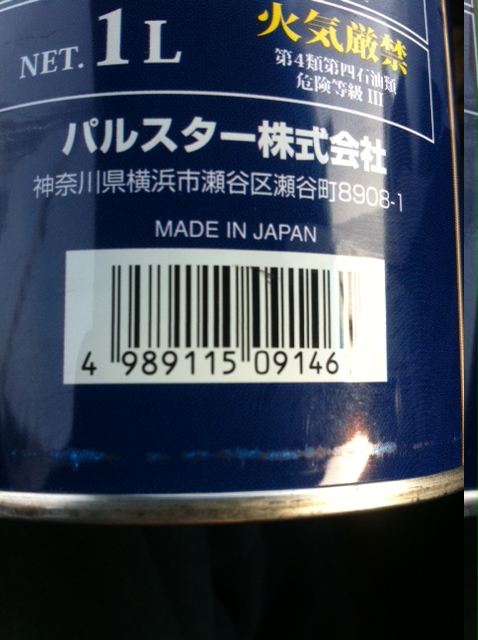 NET. 1L
火気厳禁
第4類第四石油類
危険等級 III
パルスター株式会社
神奈川県横浜市瀬谷区瀬谷町8908-1
MADE IN JAPAN
4 989115 09146